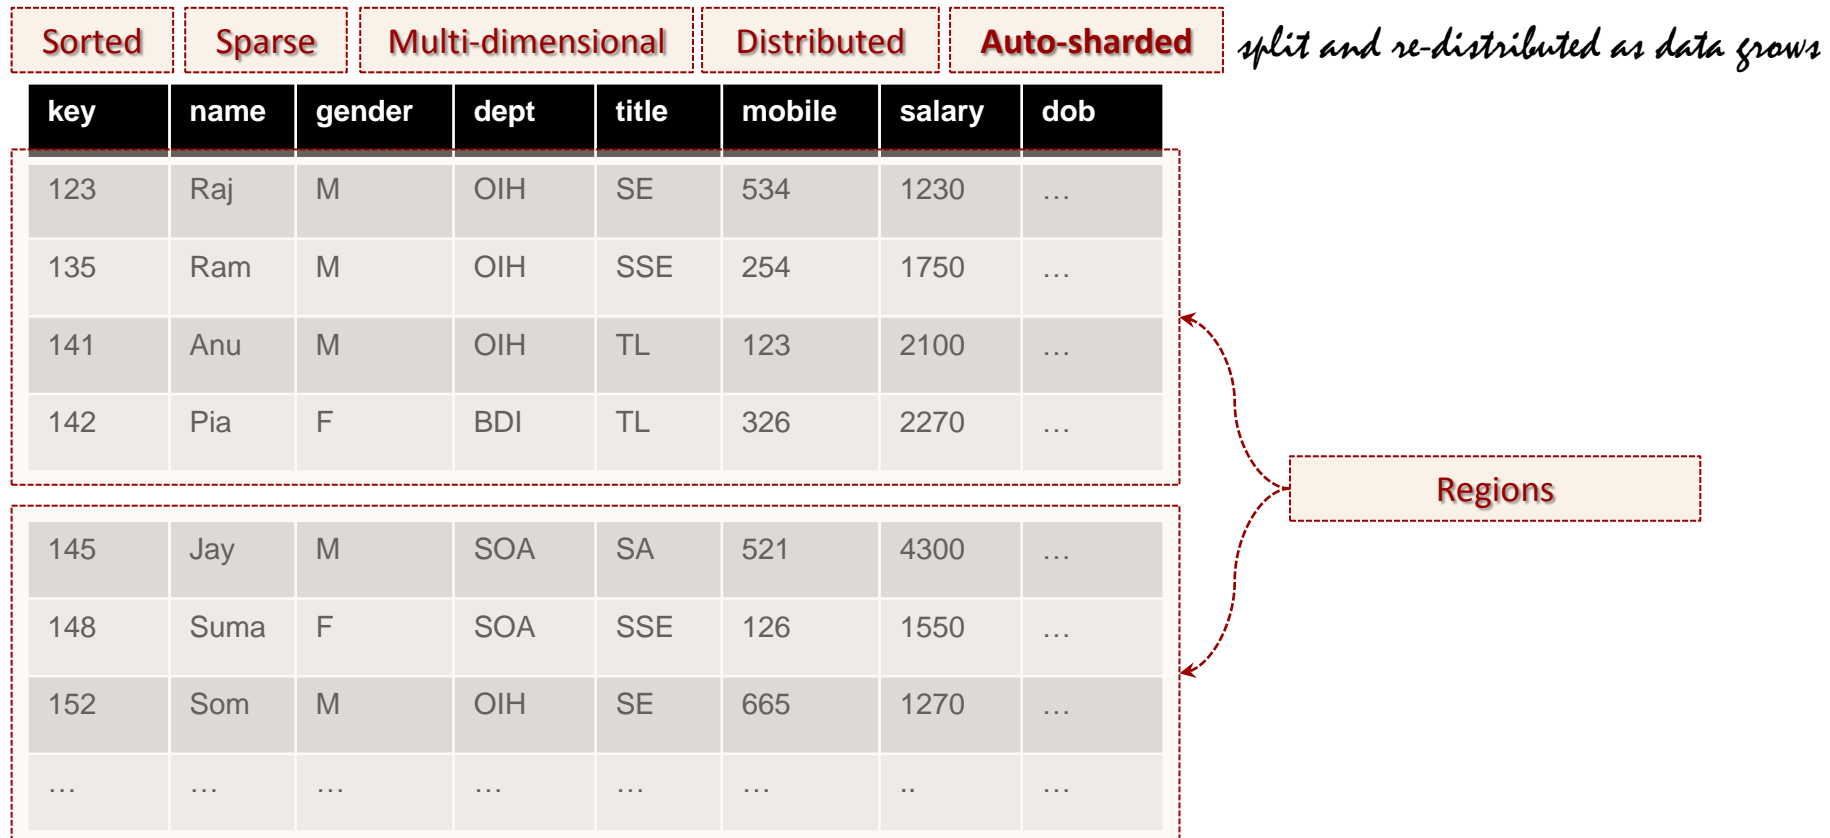 Sorted Sparse Multi-dimensional Distributed Auto-sharded split and re-distributed as data grows
key name gender dept title mobile salary dob
123 Raj M OIH SE 534 1230 …
135 Ram M OIH SSE 254 1750 …
141 Anu M OIH TL 123 2100 …
142 Pia F BDI TL 326 2270 …
Regions
145 Jay M SOA SA 521 4300 …
148 Suma F SOA SSE 126 1550 …
152 Som M OIH SE 665 1270 …
… … … … … … .. …